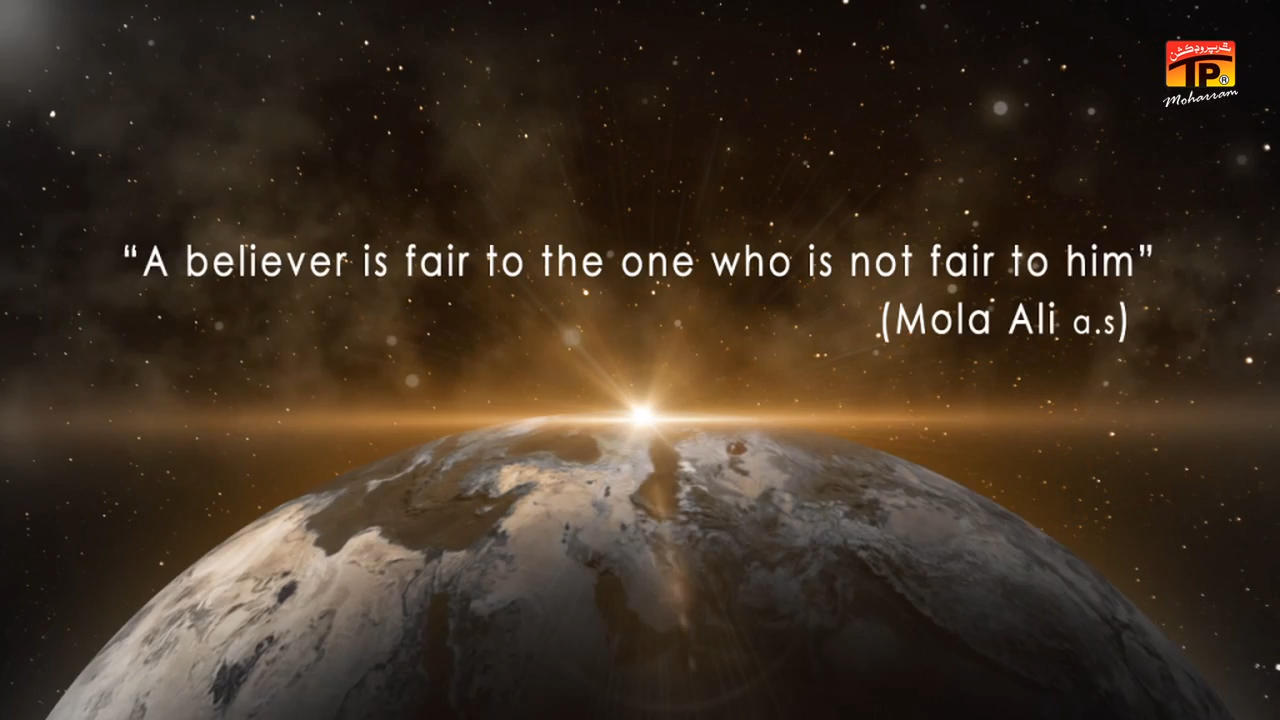 “A believer is fair to the one who is not fair to him”
(Mola Ali a.s)
TP®
Moharram